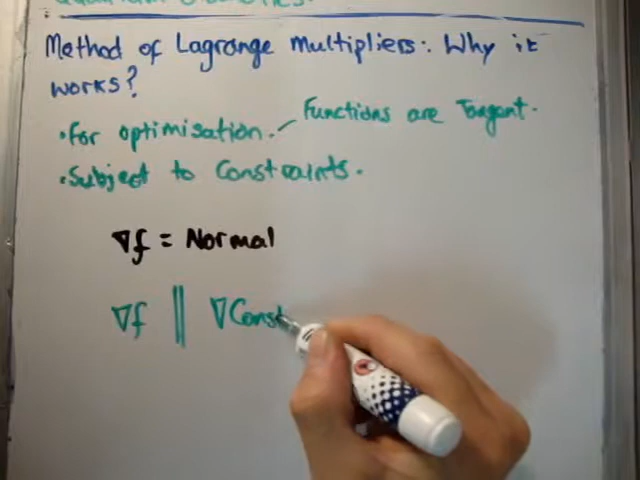 Method of Lagrange Multipliers: Why it
works?
• For optimisation. — Functions are Tangent.
• Subject to Constraints.
∇f = Normal
∇f || ∇Const